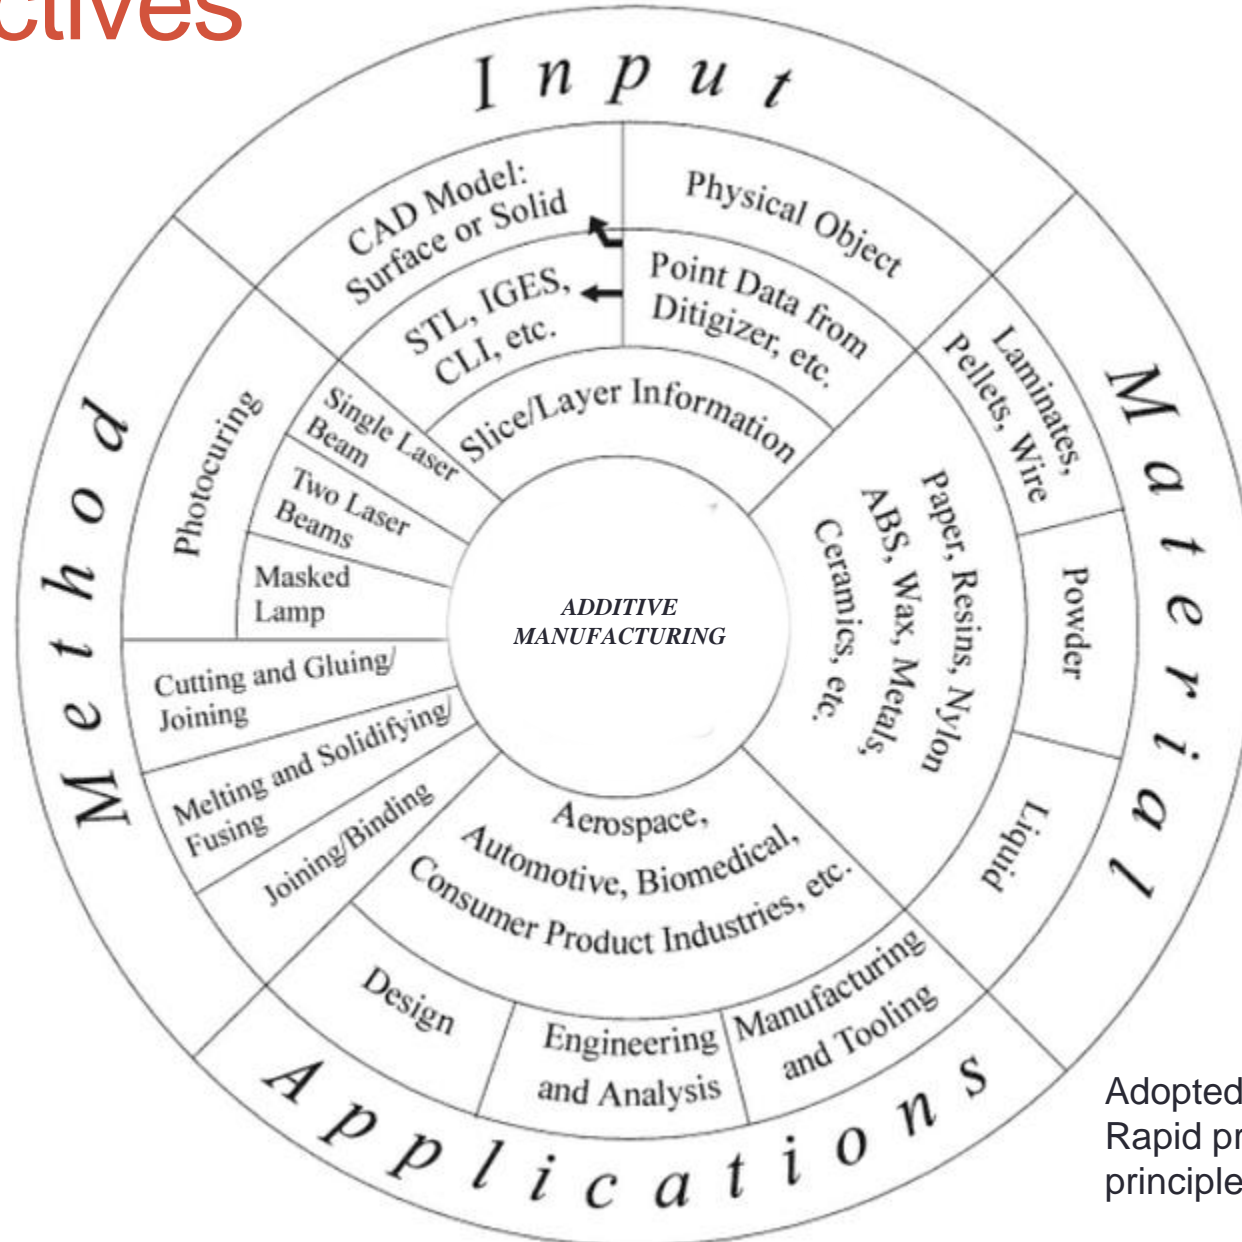 ctives
Input
CAD Model:
Surface or Solid
Physical Object
STL, IGES,
CLI, etc.
Point Data from
Ditigizer, etc.
Slice/Layer Information
Method
Photocuring
Single Laser
Beam
Two Laser
Beams
Masked
Lamp
Cutting and Gluing/
Joining
Melting and Solidifying/
Fusing
Joining/Binding
ADDITIVE
MANUFACTURING
Material
Laminates,
Pellets, Wire
Powder
Liquid
Paper, Resins, Nylon
ABS, Wax, Metals,
Ceramics, etc.
Aerospace,
Automotive, Biomedical,
Consumer Product Industries, etc.
Design
Engineering
and Analysis
Manufacturing
and Tooling
Applications
Adopted
Rapid pr
principle